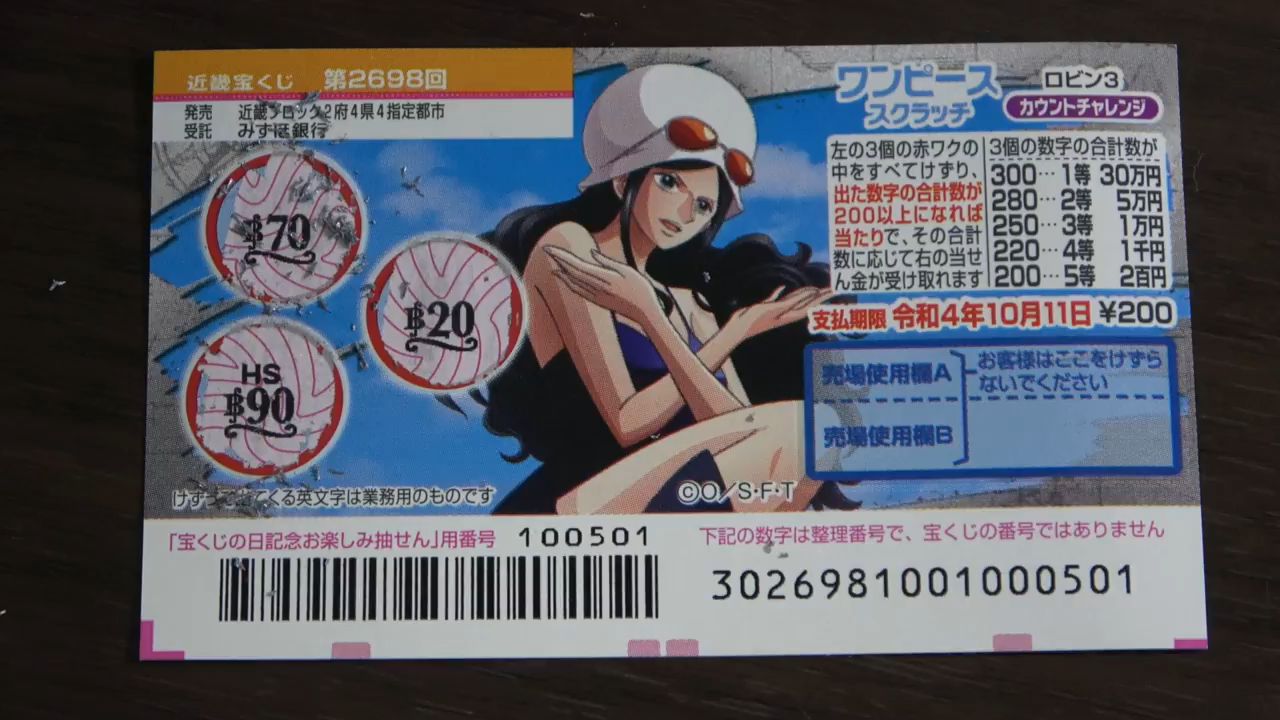 近畿宝くじ 第2698回
発売 近畿ブロック2府4県4指定都市
受託 みずほ銀行
฿70
฿20
HS
฿90
けずって出てくる英文字は業務用のものです
ワンピース
スクラッチ
ロビン3
カウントチャレンジ
左の3個の赤ワクの
中をすべてけずり、
出た数字の合計数が
200以上になれば
当たりで、その合計
数に応じて右の当せ
ん金が受け取れます
3個の数字の合計数が
300…1等 30万円
280…2等 5万円
250…3等 1万円
220…4等 1千円
200…5等 2百円
支払期限 令和4年10月11日 ¥200
売場使用欄A
売場使用欄B
お客様はここをけずら
ないでください
©O/S・F・T
「宝くじの日記念お楽しみ抽せん」用番号 100501
下記の数字は整理番号で、宝くじの番号ではありません
3026981001000501